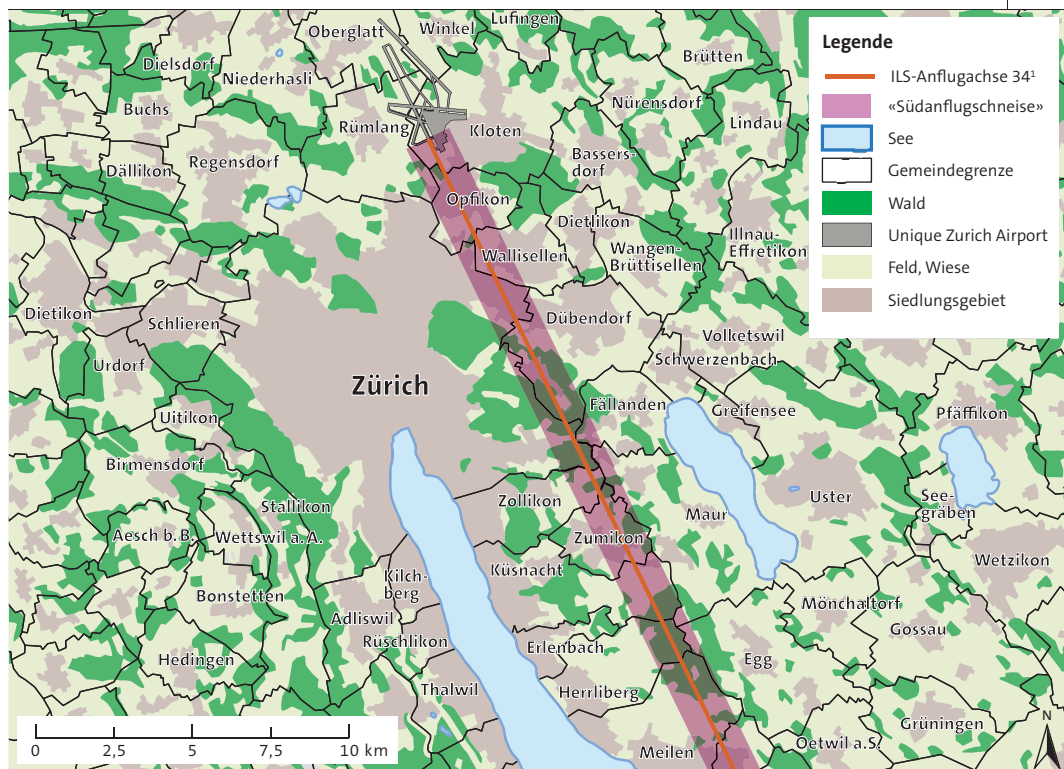 Lufingen
Oberglatt
Winkel
Brütten
Dielsdorf
Niederhasli
Buchs
Nürensdorf
Lindau
Rümlang
Kloten
Regensdorf
Bassers-
dorf
Dällikon
Opfikon
Dietlikon
Illnau-
Effretikon
Wallisellen
Wangen-
Brüttisellen
Dietikon
Schlieren
Dübendorf
Volketswil
Schwerzenbach
Urdorf
Zürich
Fällanden
Greifensee
Pfäffikon
Uitikon
Birmensdorf
Zollikon
Uster
See-
gräben
Stallikon
Maur
Aesch b. B.
Wettswil a. A.
Zumikon
Wetzikon
Kilch-
berg
Küsnacht
Bonstetten
Mönchaltorf
Adliswil
Gossau
Rüschlikon
Erlenbach
Hedingen
Egg
Thalwil
Herrliberg
Grüningen
Oetwil a.S.
Meilen
Legende
ILS-Anflugachse 34¹
«Südanflugschneise»
See
Gemeindegrenze
Wald
Unique Zurich Airport
Feld, Wiese
Siedlungsgebiet
0 2,5 5 7,5 10 km
N